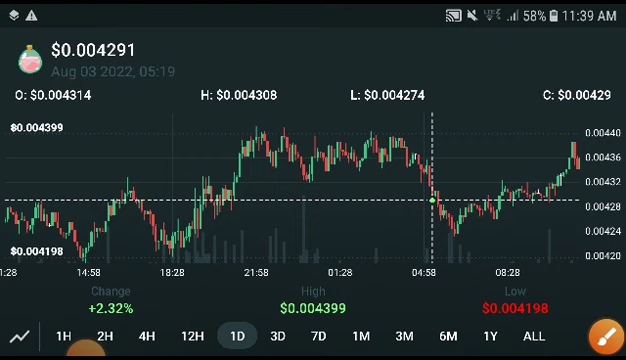 58% 11:39 AM
$0.004291
Aug 03 2022, 05:19
O: $0.004314 H: $0.004308 L: $0.004274 C: $0.00429
$0.004399
0.00440
0.00436
0.00432
0.00428
0.00424
$0.004198
0.00420
1:28 14:58 18:28 21:58 01:28 04:58 08:28
Change High Low
+2.32% $0.004399 $0.004198
1H 2H 4H 12H 1D 3D 7D 1M 3M 6M 1Y ALL